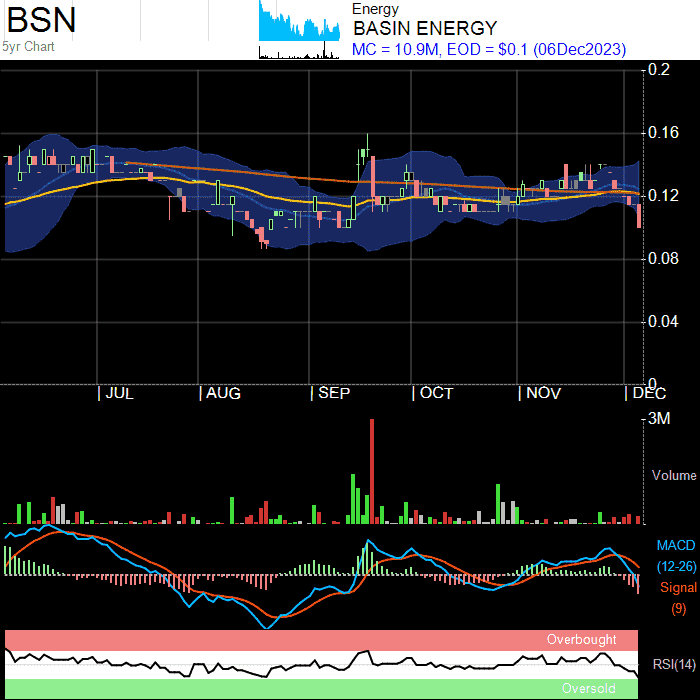 BSN
5yr Chart
Energy
BASIN ENERGY
MC = 10.9M, EOD = $0.1 (06Dec2023)
0.2
0.16
0.12
0.08
0.04
0
| JUL | AUG | SEP | OCT | NOV | DEC
3M
Volume
MACD
(12-26)
Signal
(9)
Overbought
RSI(14)
Oversold